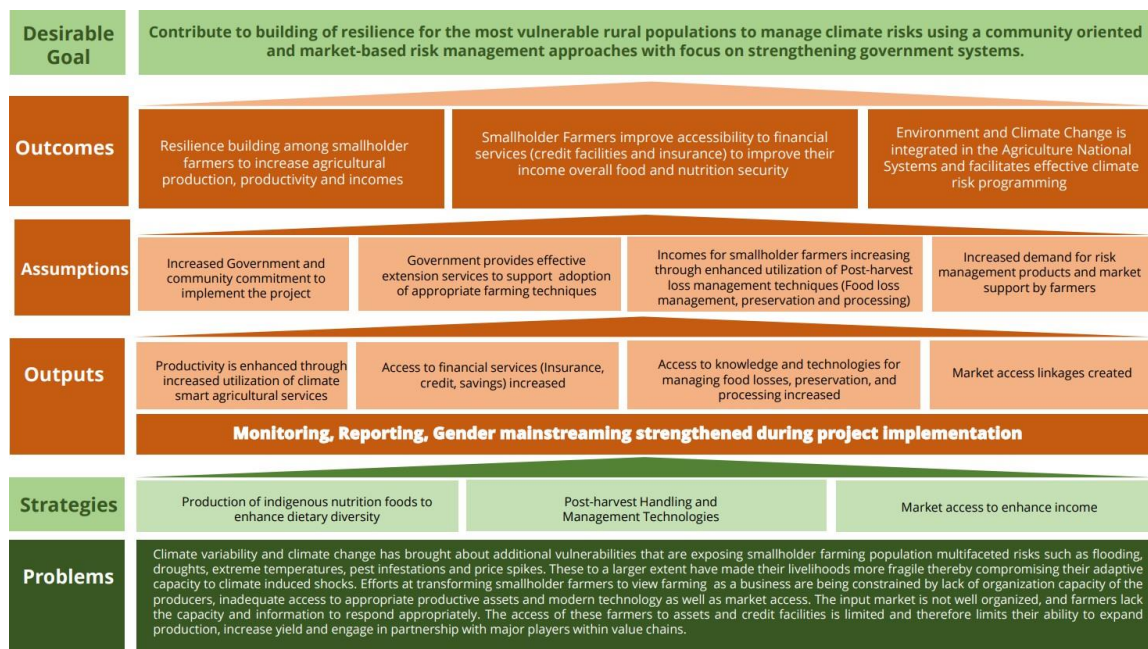 Desirable
Goal
Contribute to building of resilience for the most vulnerable rural populations to manage climate risks using a community oriented
and market-based risk management approaches with focus on strengthening government systems.
Outcomes
Resilience building among smallholder
farmers to increase agricultural
production, productivity and incomes
Smallholder Farmers improve accessibility to financial
services (credit facilities and insurance) to improve their
income overall food and nutrition security
Environment and Climate Change is
integrated in the Agriculture National
Systems and facilitates effective climate
risk programming
Assumptions
Increased Government and
community commitment to
implement the project
Government provides effective
extension services to support adoption
of appropriate farming techniques
Incomes for smallholder farmers increasing
through enhanced utilization of Post-harvest
loss management techniques (Food loss
management, preservation and processing)
Increased demand for risk
management products and market
support by farmers
Outputs
Productivity is enhanced through
increased utilization of climate
smart agricultural services
Access to financial services (Insurance,
credit, savings) increased
Access to knowledge and technologies for
managing food losses, preservation, and
processing increased
Market access linkages created
Monitoring, Reporting, Gender mainstreaming strengthened during project implementation
Strategies
Production of indigenous nutrition foods to
enhance dietary diversity
Post-harvest Handling and
Management Technologies
Market access to enhance income
Problems
Climate variability and climate change has brought about additional vulnerabilities that are exposing smallholder farming population multifaceted risks such as flooding,
droughts, extreme temperatures, pest infestations and price spikes. These to a larger extent have made their livelihoods more fragile thereby compromising their adaptive
capacity to climate induced shocks. Efforts at transforming smallholder farmers to view farming as a business are being constrained by lack of organization capacity of the
producers, inadequate access to appropriate productive assets and modern technology as well as market access. The input market is not well organized, and farmers lack
the capacity and information to respond appropriately. The access of these farmers to assets and credit facilities is limited and therefore limits their ability to expand
production, increase yield and engage in partnership with major players within value chains.